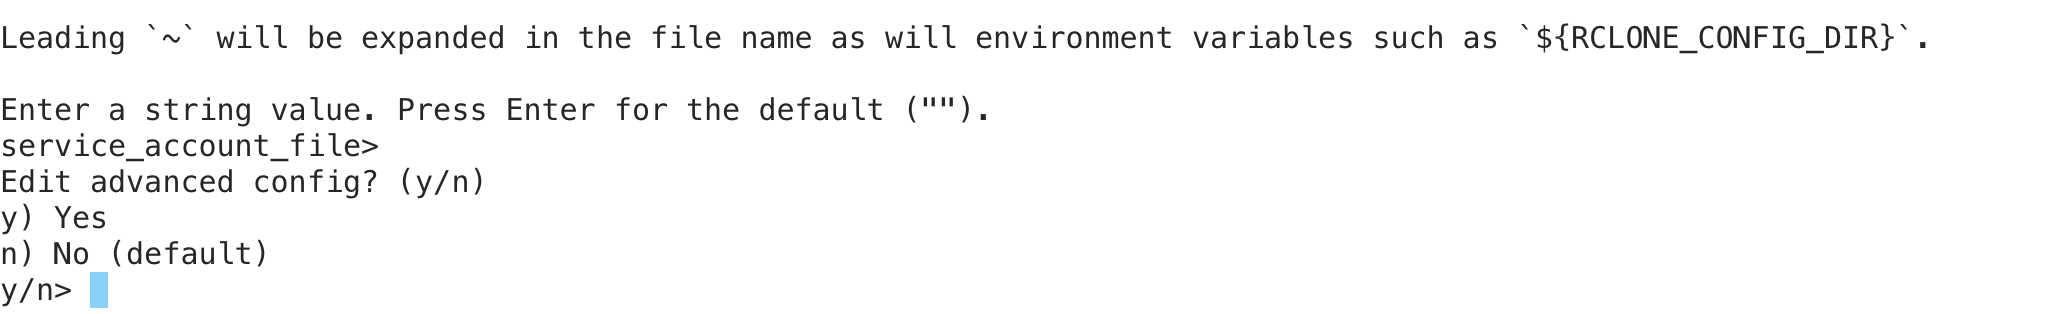 Leading `~` will be expanded in the file name as will environment variables such as `${RCLONE_CONFIG_DIR}`.
Enter a string value. Press Enter for the default ("").
service_account_file>
Edit advanced config? (y/n)
y) Yes
n) No (default)
y/n>